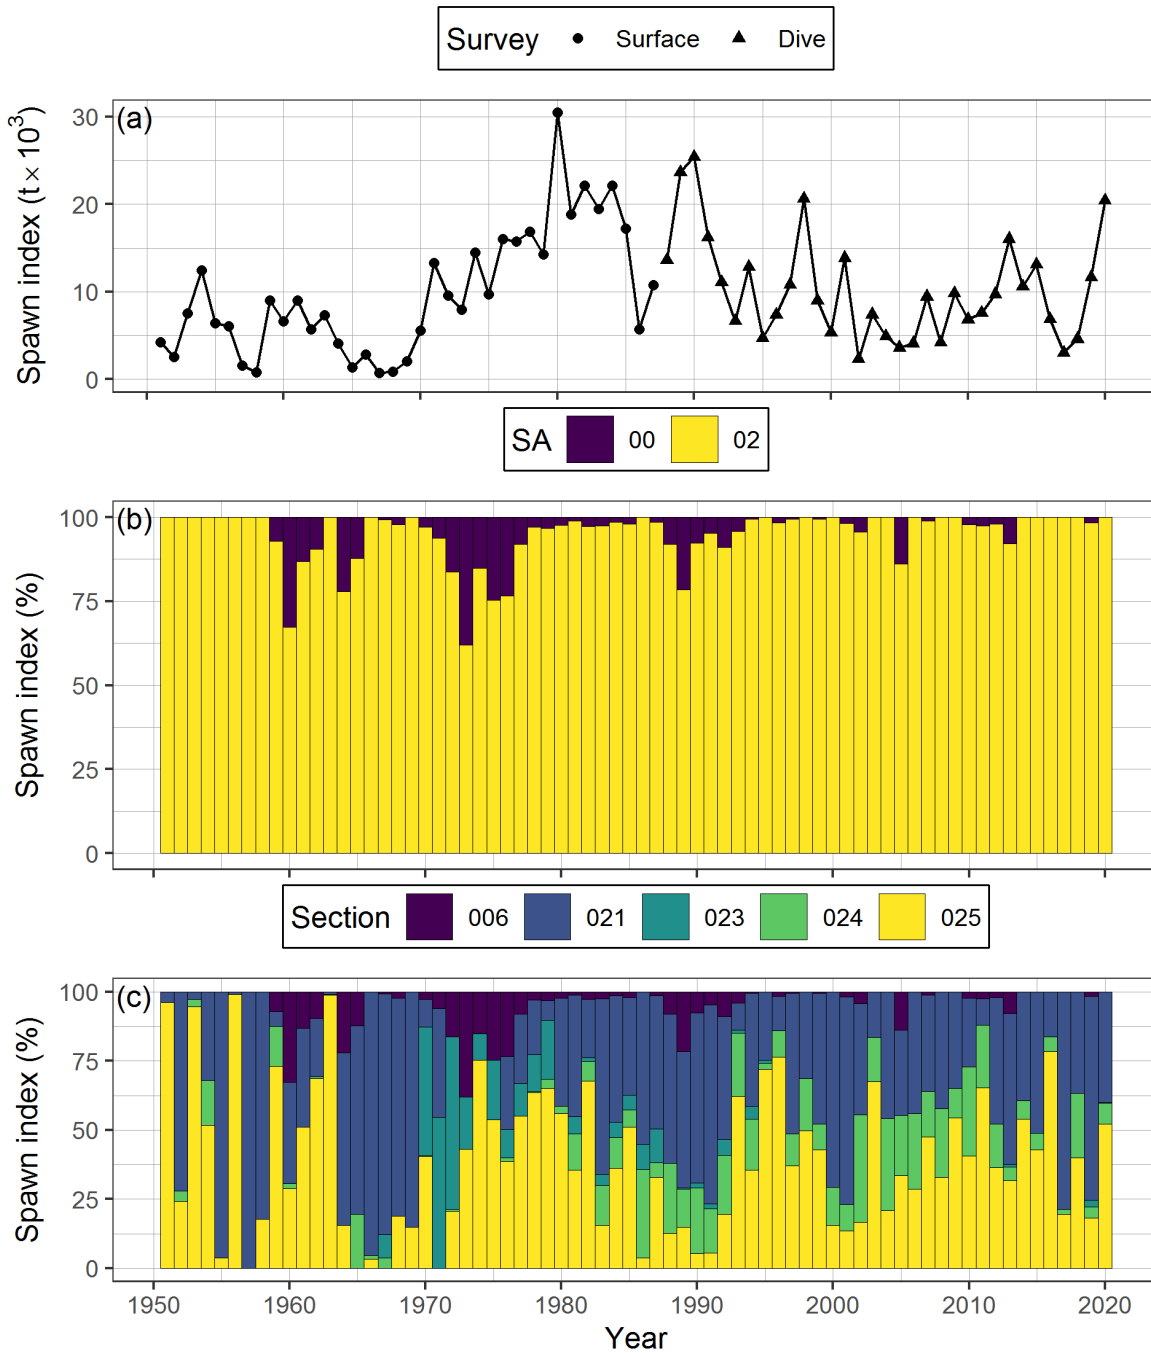 Survey Surface Dive
(a)
Spawn index (t × 10³)
30
20
10
0
SA 00 02
(b)
Spawn index (%)
100
75
50
25
0
Section 006 021 023 024 025
(c)
Spawn index (%)
100
75
50
25
0
1950 1960 1970 1980 1990 2000 2010 2020
Year